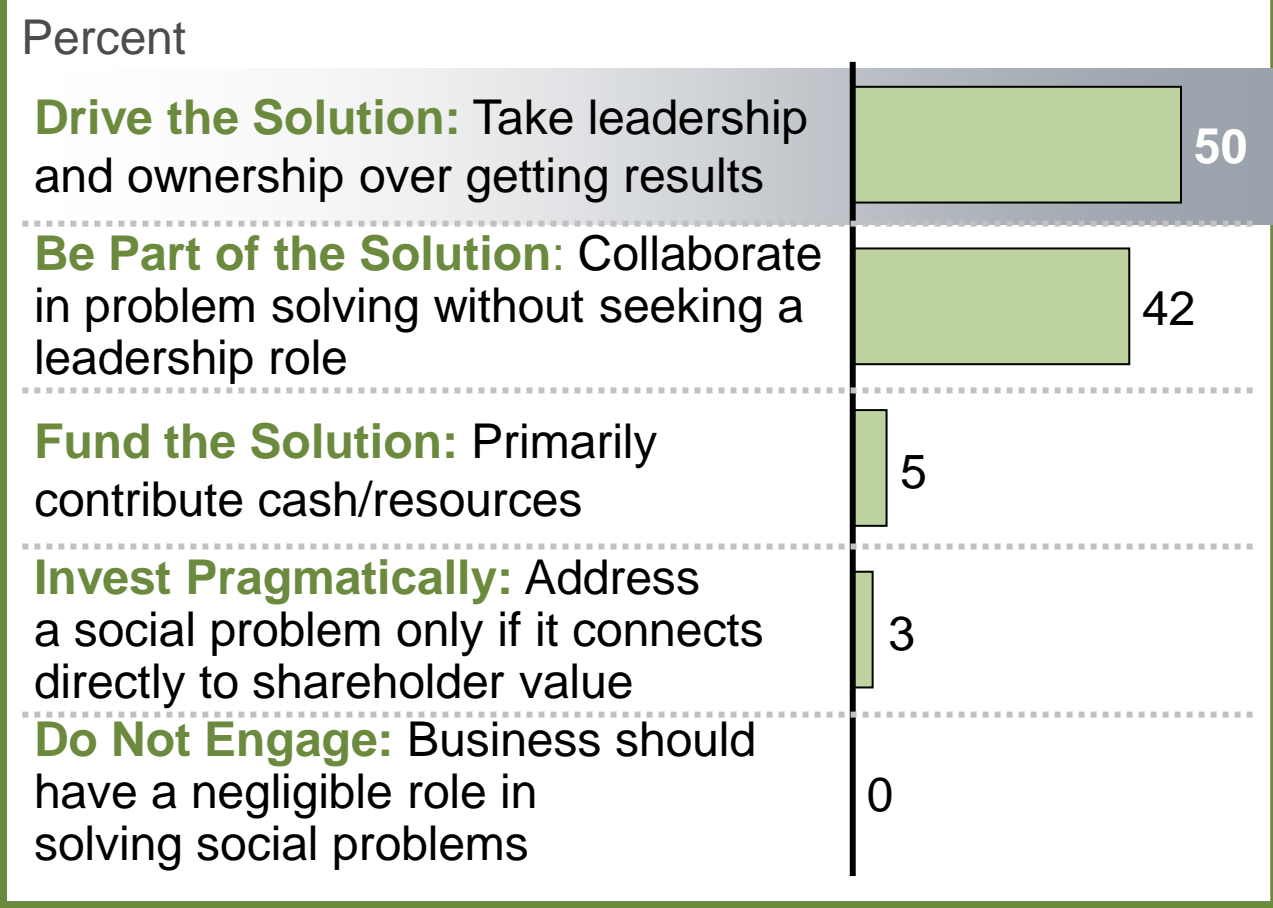 Percent
Drive the Solution: Take leadership
and ownership over getting results
50
Be Part of the Solution: Collaborate
in problem solving without seeking a
leadership role
42
Fund the Solution: Primarily
contribute cash/resources
5
Invest Pragmatically: Address
a social problem only if it connects
directly to shareholder value
3
Do Not Engage: Business should
have a negligible role in
solving social problems
0